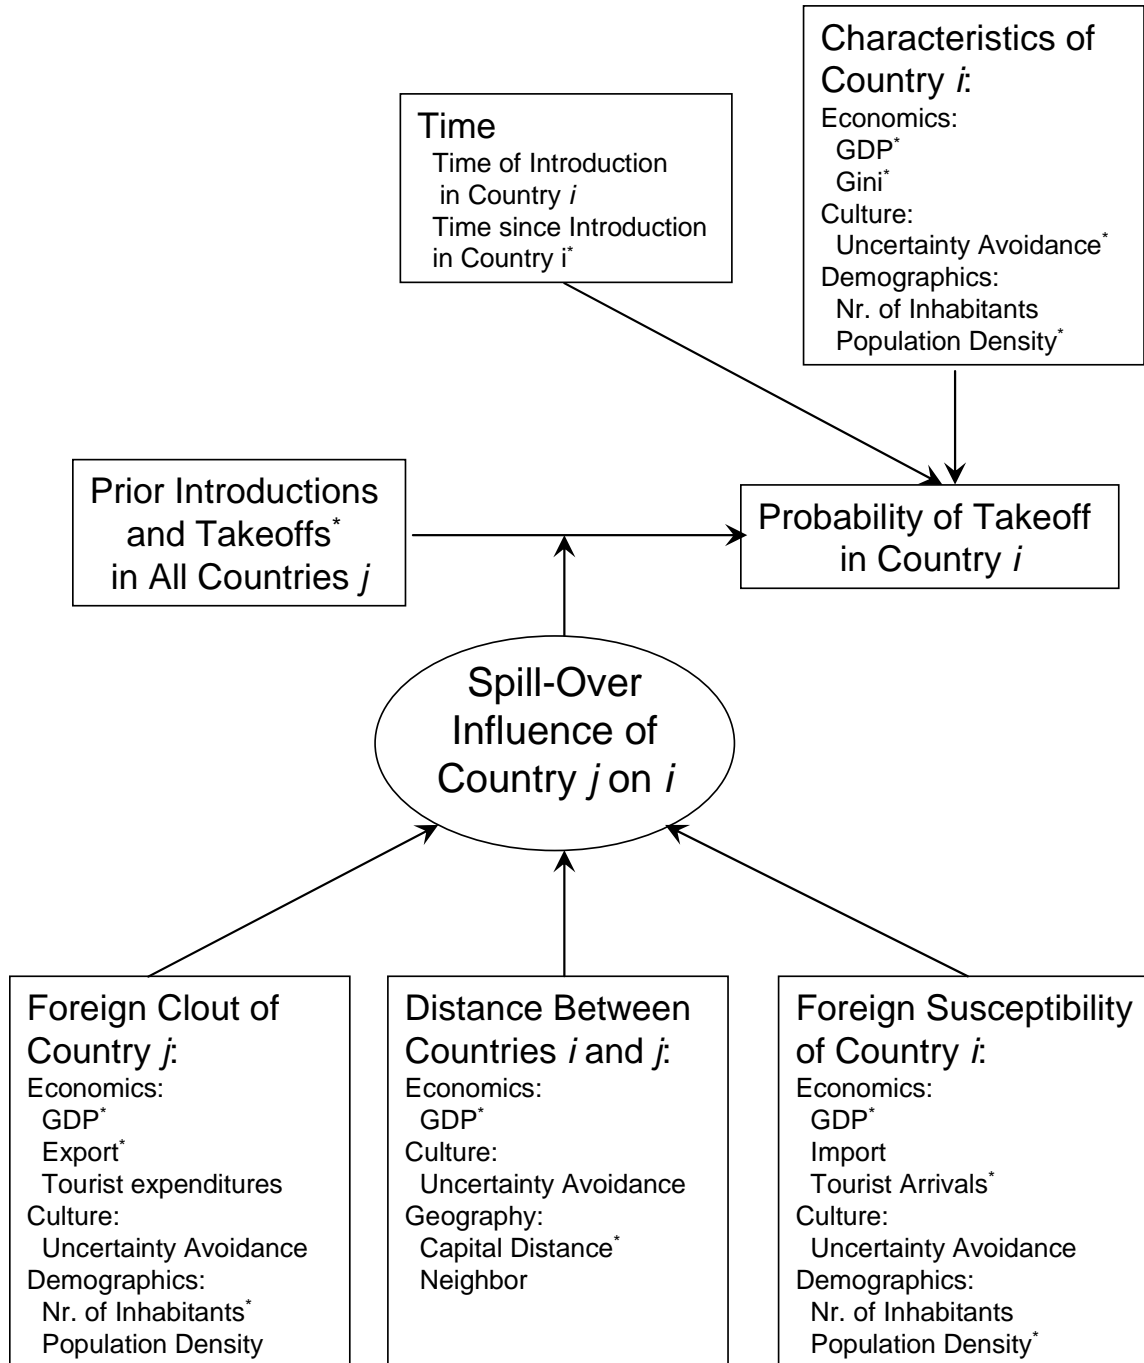 Characteristics of
Country i:
Economics:
GDP*
Gini*
Culture:
Uncertainty Avoidance*
Demographics:
Nr. of Inhabitants
Population Density*
Time
Time of Introduction
in Country i
Time since Introduction
in Country i*
Prior Introductions
and Takeoffs*
in All Countries j
Probability of Takeoff
in Country i
Spill-Over
Influence of
Country j on i
Foreign Clout of
Country j:
Economics:
GDP*
Export*
Tourist expenditures
Culture:
Uncertainty Avoidance
Demographics:
Nr. of Inhabitants*
Population Density
Distance Between
Countries i and j:
Economics:
GDP*
Culture:
Uncertainty Avoidance
Geography:
Capital Distance*
Neighbor
Foreign Susceptibility
of Country i:
Economics:
GDP*
Import
Tourist Arrivals*
Culture:
Uncertainty Avoidance
Demographics:
Nr. of Inhabitants
Population Density*